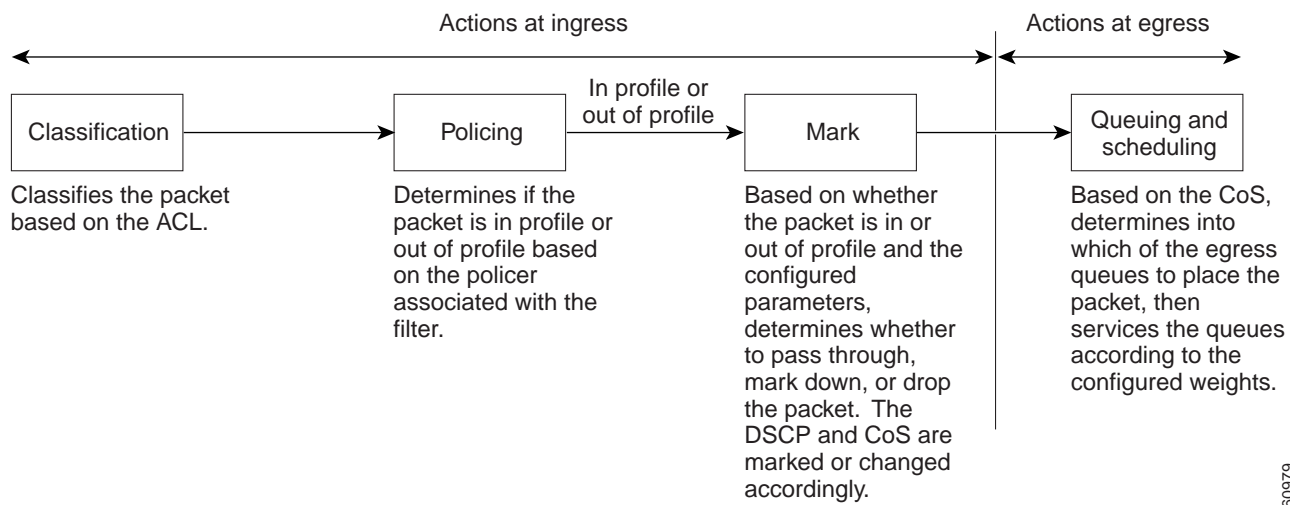 Actions at ingress
Actions at egress
Classification
Policing
In profile or
out of profile
Mark
Queuing and
scheduling
Classifies the packet
based on the ACL.
Determines if the
packet is in profile or
out of profile based
on the policer
associated with the
filter.
Based on whether
the packet is in or
out of profile and the
configured
parameters,
determines whether
to pass through,
mark down, or drop
the packet. The
DSCP and CoS are
marked or changed
accordingly.
Based on the CoS,
determines into
which of the egress
queues to place the
packet, then
services the queues
according to the
configured weights.
60979